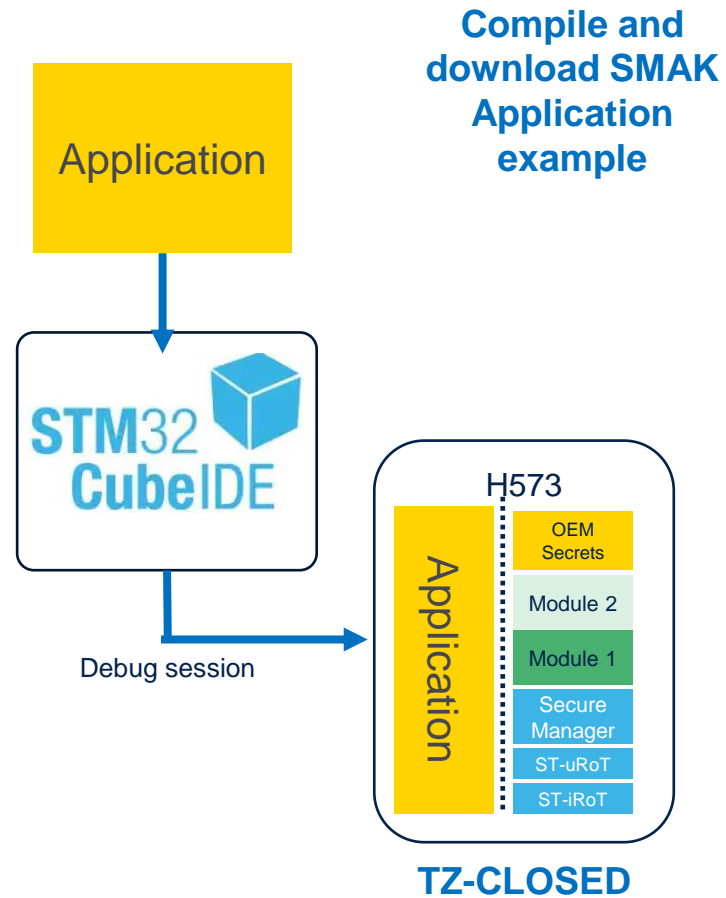 Compile and
download SMAK
Application
example
Application
STM32
CubeIDE
Debug session
H573
Application
OEM
Secrets
Module 2
Module 1
Secure
Manager
ST-uRoT
ST-iRoT
TZ-CLOSED